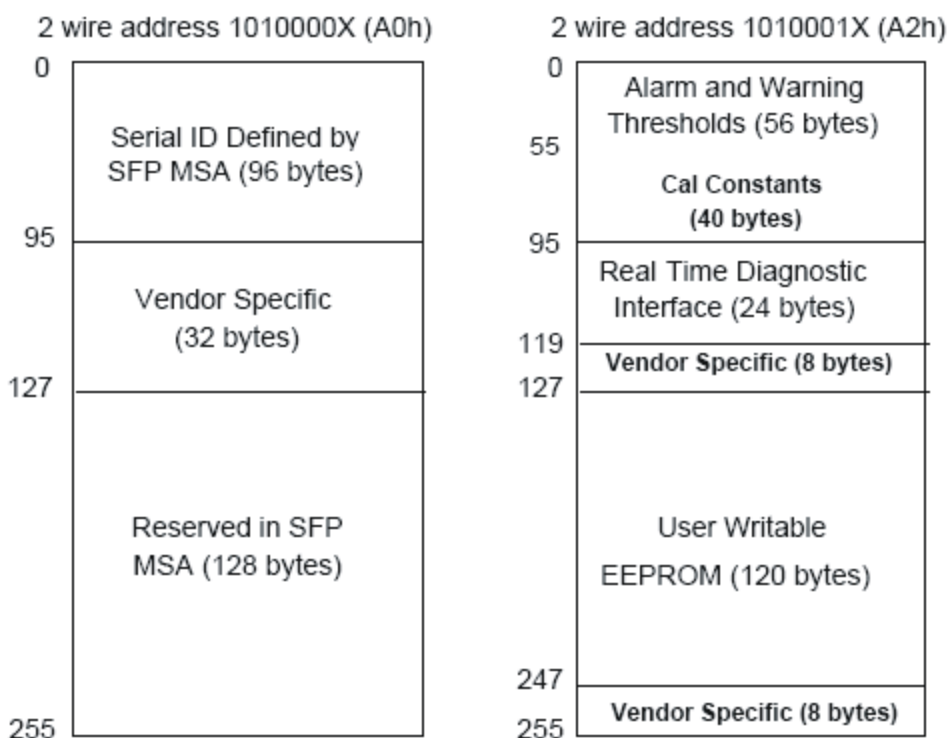 2 wire address 1010000X (A0h)
0
Serial ID Defined by
SFP MSA (96 bytes)
95
Vendor Specific
(32 bytes)
127
Reserved in SFP
MSA (128 bytes)
255
2 wire address 1010001X (A2h)
0
Alarm and Warning
Thresholds (56 bytes)
55
Cal Constants
(40 bytes)
95
Real Time Diagnostic
Interface (24 bytes)
119
Vendor Specific (8 bytes)
127
User Writable
EEPROM (120 bytes)
247
Vendor Specific (8 bytes)
255